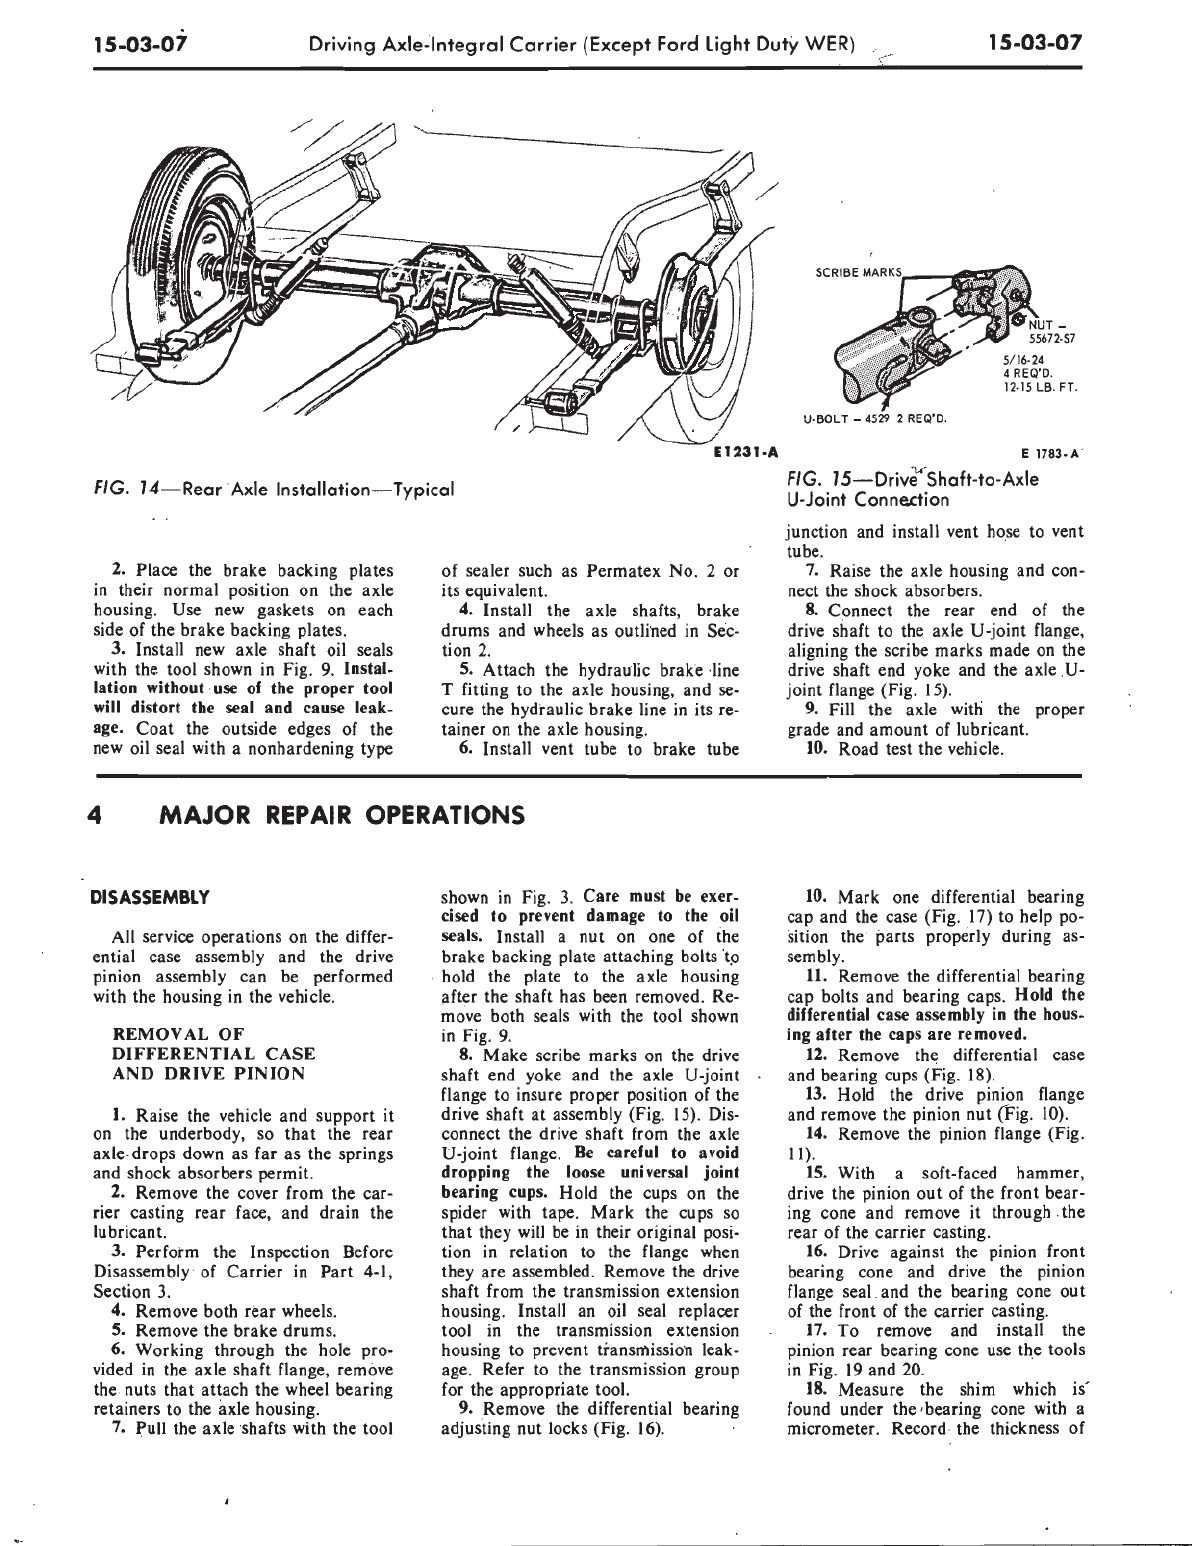 15-03-07
Driving Axle-Integral Carrier (Except Ford Light Duty WER)
15-03-07
E1231-A
FIG. 14—Rear Axle Installation—Typical
SCRIBE MARKS
NUT –
55672-S7
5/16-24
4 REQ'D.
12-15 LB. FT.
U-BOLT – 4529 2 REQ'D.
E 1783-A
FIG. 15—Drive Shaft-to-Axle
U-Joint Connection
2. Place the brake backing plates
in their normal position on the axle
housing. Use new gaskets on each
side of the brake backing plates.
3. Install new axle shaft oil seals
with the tool shown in Fig. 9. Instal-
lation without use of the proper tool
will distort the seal and cause leak-
age. Coat the outside edges of the
new oil seal with a nonhardening type
of sealer such as Permatex No. 2 or
its equivalent.
4. Install the axle shafts, brake
drums and wheels as outlined in Sec-
tion 2.
5. Attach the hydraulic brake line
T fitting to the axle housing, and se-
cure the hydraulic brake line in its re-
tainer on the axle housing.
6. Install vent tube to brake tube
junction and install vent hose to vent
tube.
7. Raise the axle housing and con-
nect the shock absorbers.
8. Connect the rear end of the
drive shaft to the axle U-joint flange,
aligning the scribe marks made on the
drive shaft end yoke and the axle U-
joint flange (Fig. 15).
9. Fill the axle with the proper
grade and amount of lubricant.
10. Road test the vehicle.
4 MAJOR REPAIR OPERATIONS
DISASSEMBLY
All service operations on the differ-
ential case assembly and the drive
pinion assembly can be performed
with the housing in the vehicle.
REMOVAL OF
DIFFERENTIAL CASE
AND DRIVE PINION
1. Raise the vehicle and support it
on the underbody, so that the rear
axle drops down as far as the springs
and shock absorbers permit.
2. Remove the cover from the car-
rier casting rear face, and drain the
lubricant.
3. Perform the Inspection Before
Disassembly of Carrier in Part 4-1,
Section 3.
4. Remove both rear wheels.
5. Remove the brake drums.
6. Working through the hole pro-
vided in the axle shaft flange, remove
the nuts that attach the wheel bearing
retainers to the axle housing.
7. Pull the axle shafts with the tool
shown in Fig. 3. Care must be exer-
cised to prevent damage to the oil
seals. Install a nut on one of the
brake backing plate attaching bolts to
hold the plate to the axle housing
after the shaft has been removed. Re-
move both seals with the tool shown
in Fig. 9.
8. Make scribe marks on the drive
shaft end yoke and the axle U-joint
flange to insure proper position of the
drive shaft at assembly (Fig. 15). Dis-
connect the drive shaft from the axle
U-joint flange. Be careful to avoid
dropping the loose universal joint
bearing cups. Hold the cups on the
spider with tape. Mark the cups so
that they will be in their original posi-
tion in relation to the flange when
they are assembled. Remove the drive
shaft from the transmission extension
housing. Install an oil seal replacer
tool in the transmission extension
housing to prevent transmission leak-
age. Refer to the transmission group
for the appropriate tool.
9. Remove the differential bearing
adjusting nut locks (Fig. 16).
10. Mark one differential bearing
cap and the case (Fig. 17) to help po-
sition the parts properly during as-
sembly.
11. Remove the differential bearing
cap bolts and bearing caps. Hold the
differential case assembly in the hous-
ing after the caps are removed.
12. Remove the differential case
and bearing cups (Fig. 18)
13. Hold the drive pinion flange
and remove the pinion nut (Fig. 10).
14. Remove the pinion flange (Fig.
11).
15. With a soft-faced hammer,
drive the pinion out of the front bear-
ing cone and remove it through the
rear of the carrier casting.
16. Drive against the pinion front
bearing cone and drive the pinion
flange seal and the bearing cone out
of the front of the carrier casting.
17. To remove and install the
pinion rear bearing cone use the tools
in Fig. 19 and 20.
18. Measure the shim which is
found under the bearing cone with a
micrometer. Record the thickness of